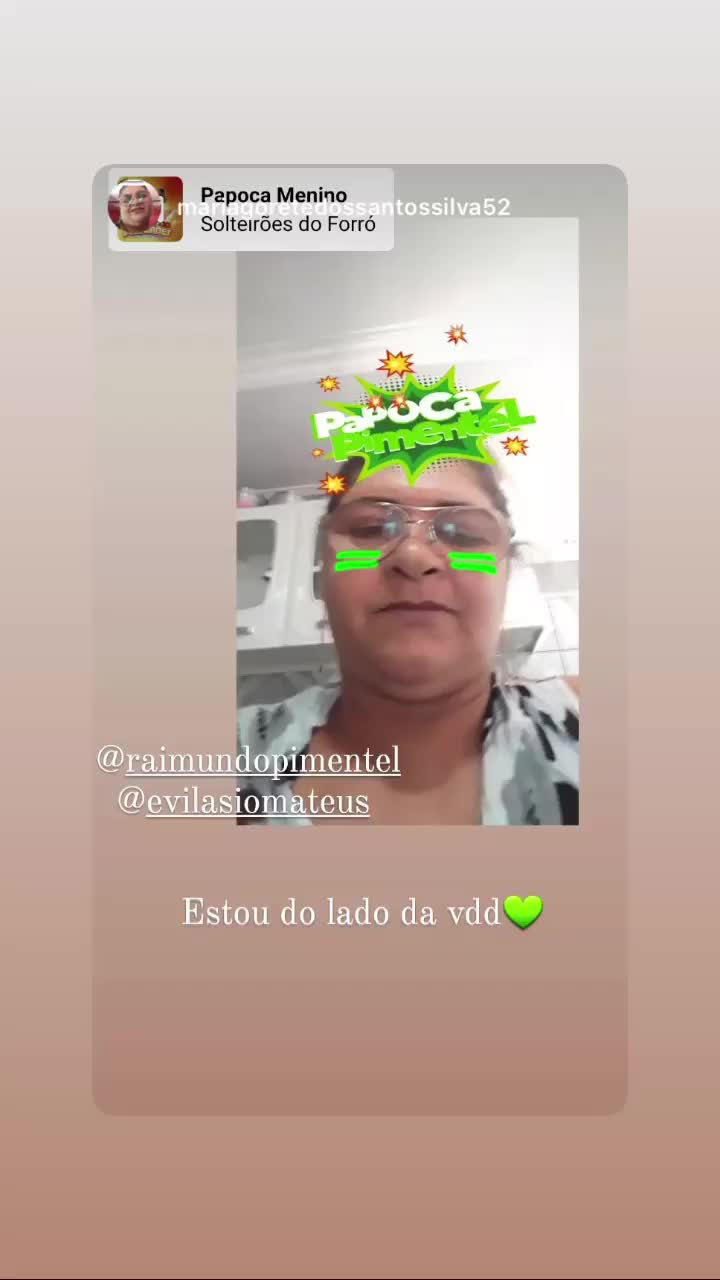 Papoca Menino
mariagoretedossantossilva52
Solteirões do Forró
PaPOCa
Pimentel
@raimundopimentel
@evilasiomateus
Estou do lado da vdd💚